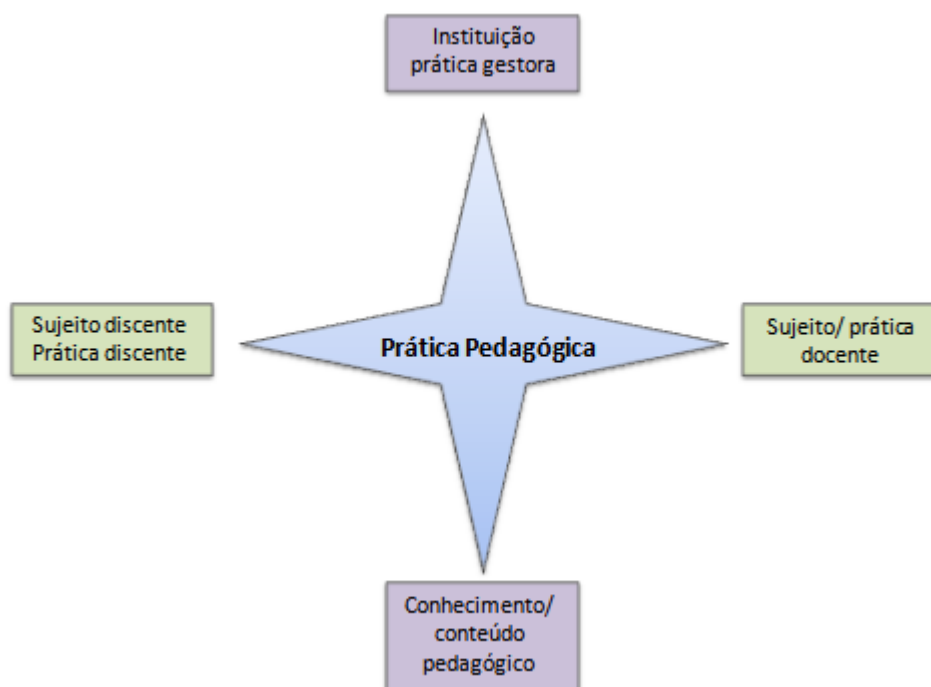 Instituição
prática gestora
Sujeito discente
Prática discente
Prática Pedagógica
Sujeito/ prática
docente
Conhecimento/
conteúdo
pedagógico